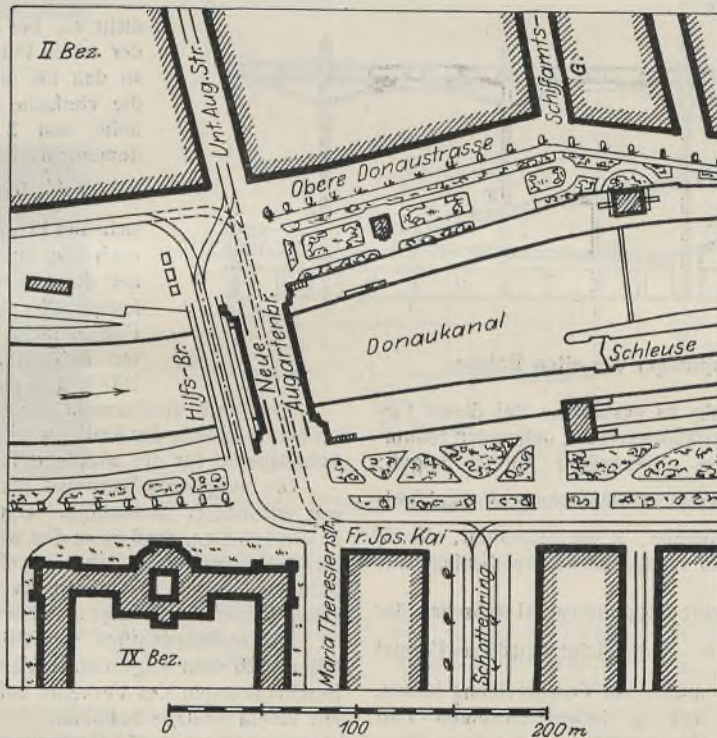 II Bez.
Unt. Aug. Str.
Schiffamts-
G.
Obere Donaustrasse
Hilfs-Br.
Neue
Augartenbr.
Donaukanal
Schleuse
Maria Theresienstr.
Fr. Jos. Kai
Schottenring
IX Bez.
0
100
200 m